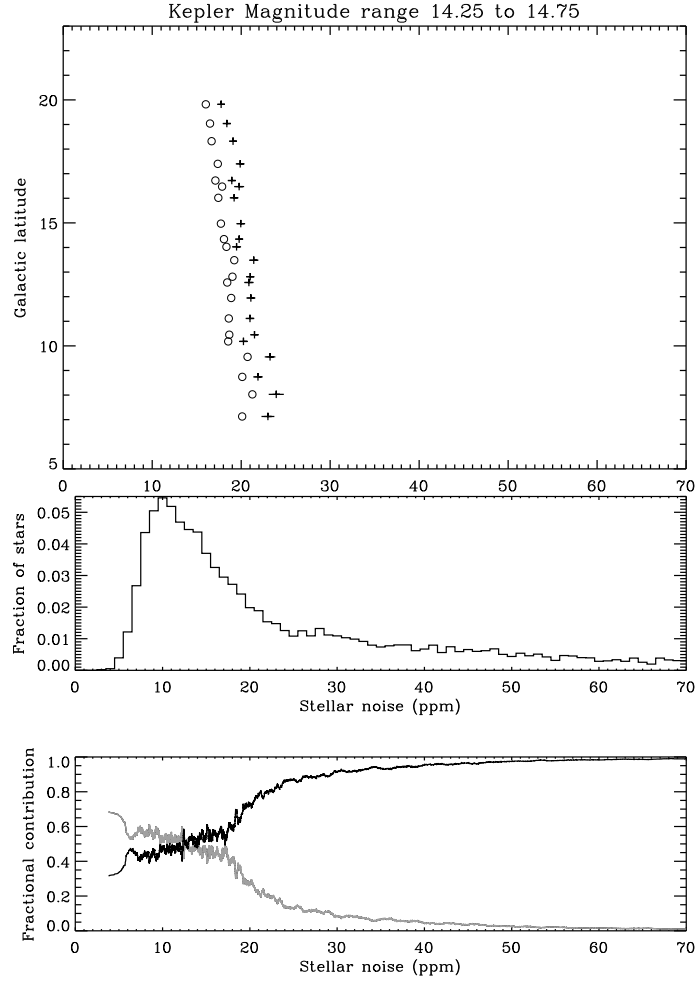 Kepler Magnitude range 14.25 to 14.75
Galactic latitude
20
15
10
5
0 10 20 30 40 50 60 70
Fraction of stars
0.05
0.04
0.03
0.02
0.01
0.00
0 10 20 30 40 50 60 70
Stellar noise (ppm)
Fractional contribution
1.0
0.8
0.6
0.4
0.2
0.0
0 10 20 30 40 50 60 70
Stellar noise (ppm)